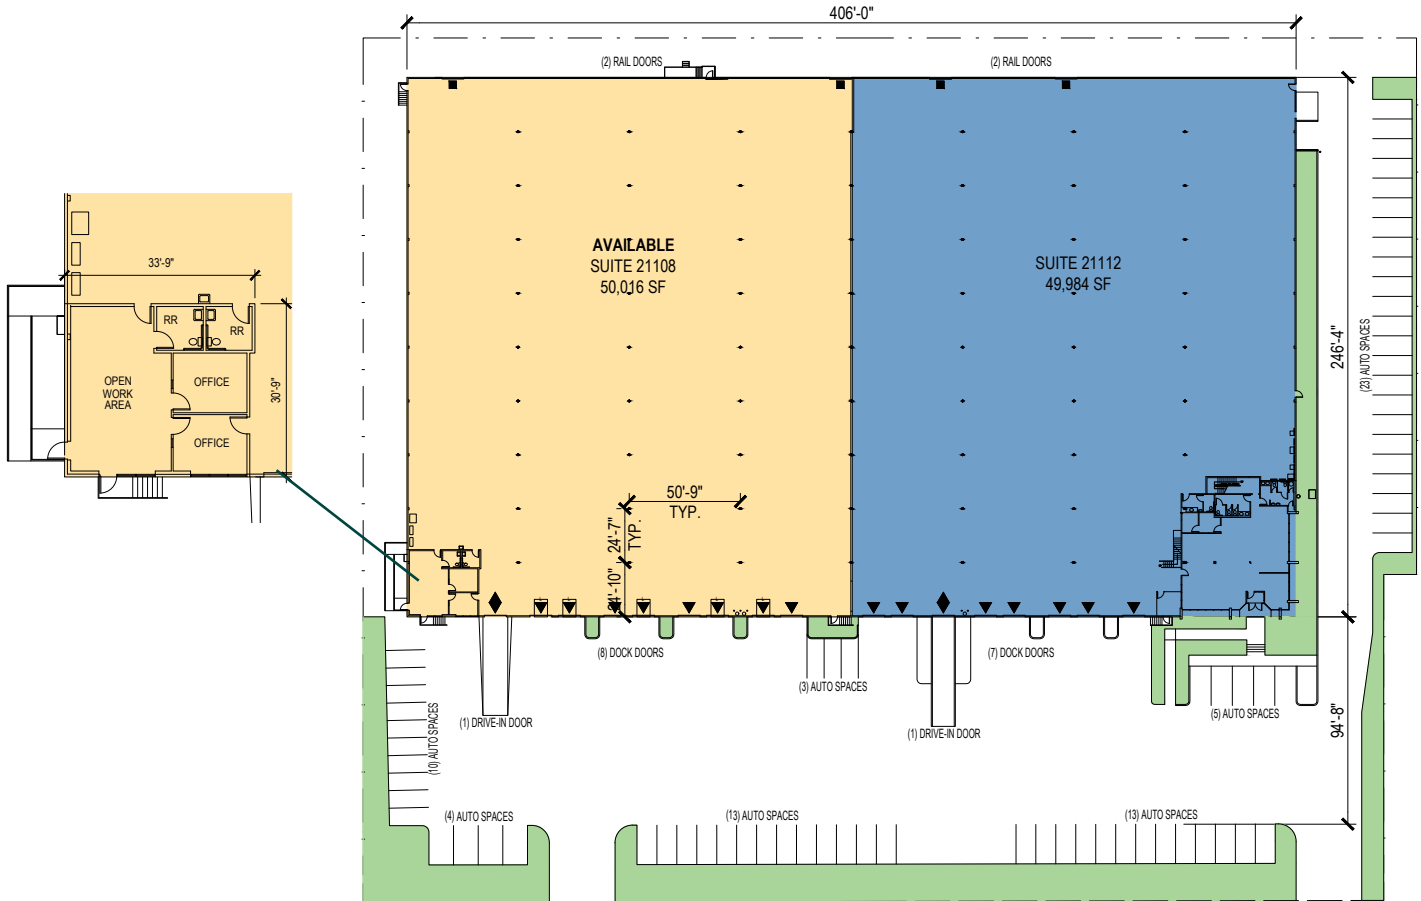 406'-0"
(2) RAIL DOORS
(2) RAIL DOORS
AVAILABLE
SUITE 21108
50,016 SF
SUITE 21112
49,984 SF
33'-9"
RR
RR
OPEN
WORK
AREA
OFFICE
OFFICE
30'-9"
246'-4"
(23) AUTO SPACES
50'-9"
TYP.
24'-7"
TYP.
24'-10"
(8) DOCK DOORS
(7) DOCK DOORS
(3) AUTO SPACES
(1) DRIVE-IN DOOR
(1) DRIVE-IN DOOR
(5) AUTO SPACES
94'-8"
(10) AUTO SPACES
(4) AUTO SPACES
(13) AUTO SPACES
(13) AUTO SPACES